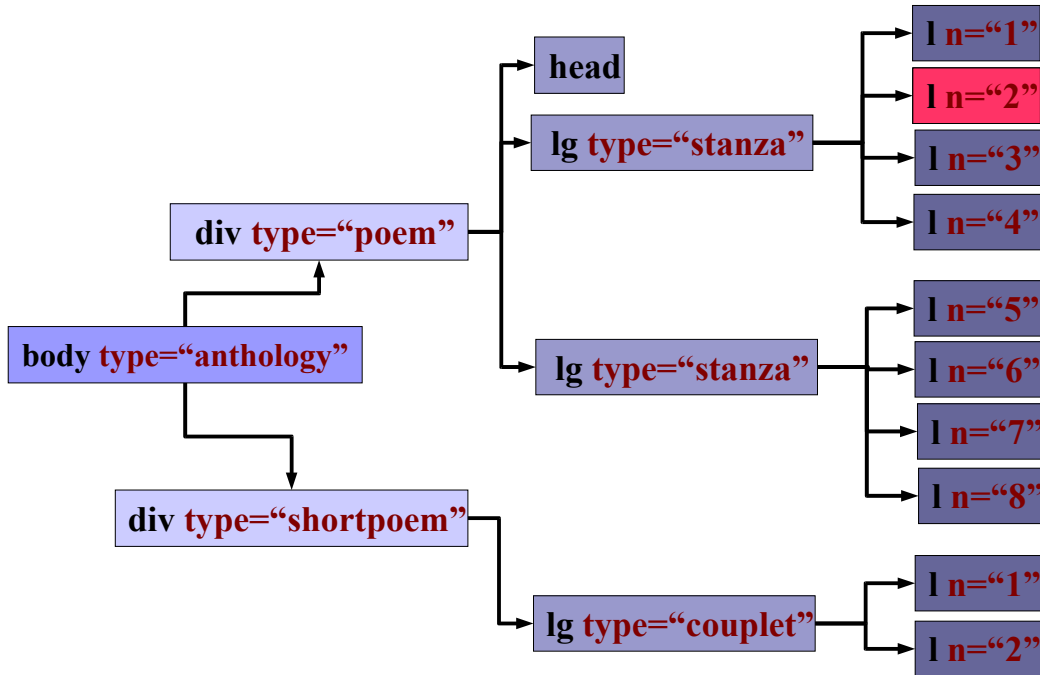 head
lg type=“stanza”
l n=“1”
l n=“2”
l n=“3”
l n=“4”
div type=“poem”
body type=“anthology”
lg type=“stanza”
l n=“5”
l n=“6”
l n=“7”
l n=“8”
div type=“shortpoem”
lg type=“couplet”
l n=“1”
l n=“2”